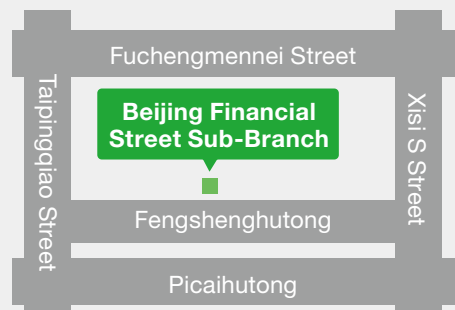 Fuchengmennei Street
Taipingqiao Street
Beijing Financial
Street Sub-Branch
Xisi S Street
Fengshenghutong
Picaihutong